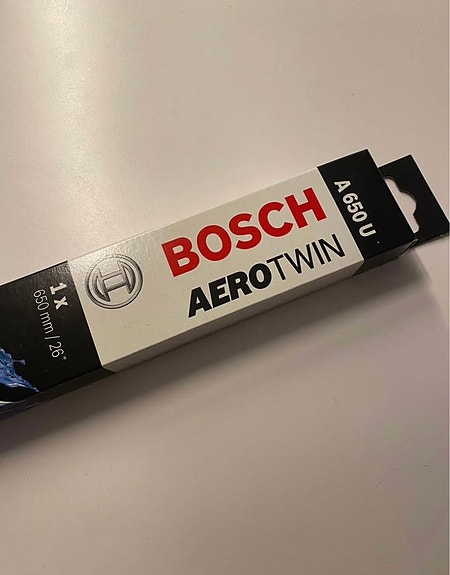 BOSCH
AEROTWIN
A 650 U
1 x
650 mm / 26"